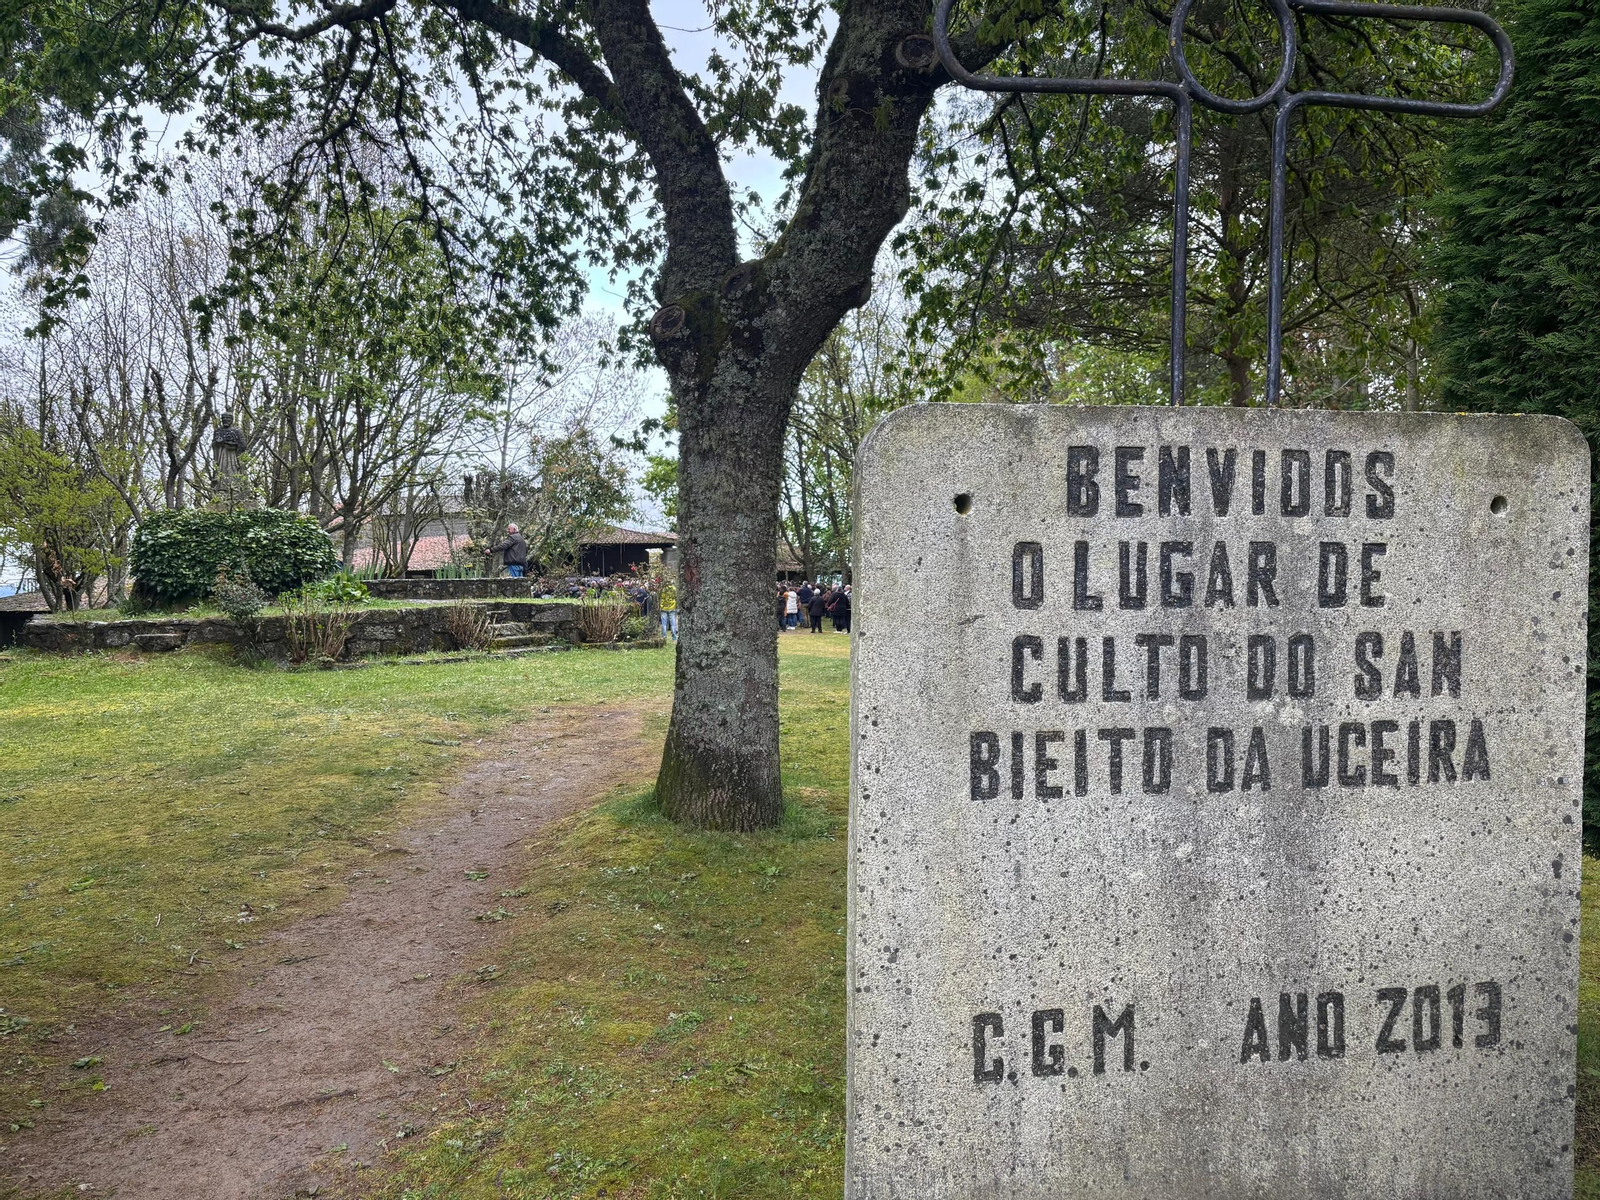 BENVIDOS
O LUGAR DE
CULTO DO SAN
BIEITO DA UCEIRA
C.G.M. ANO 2013